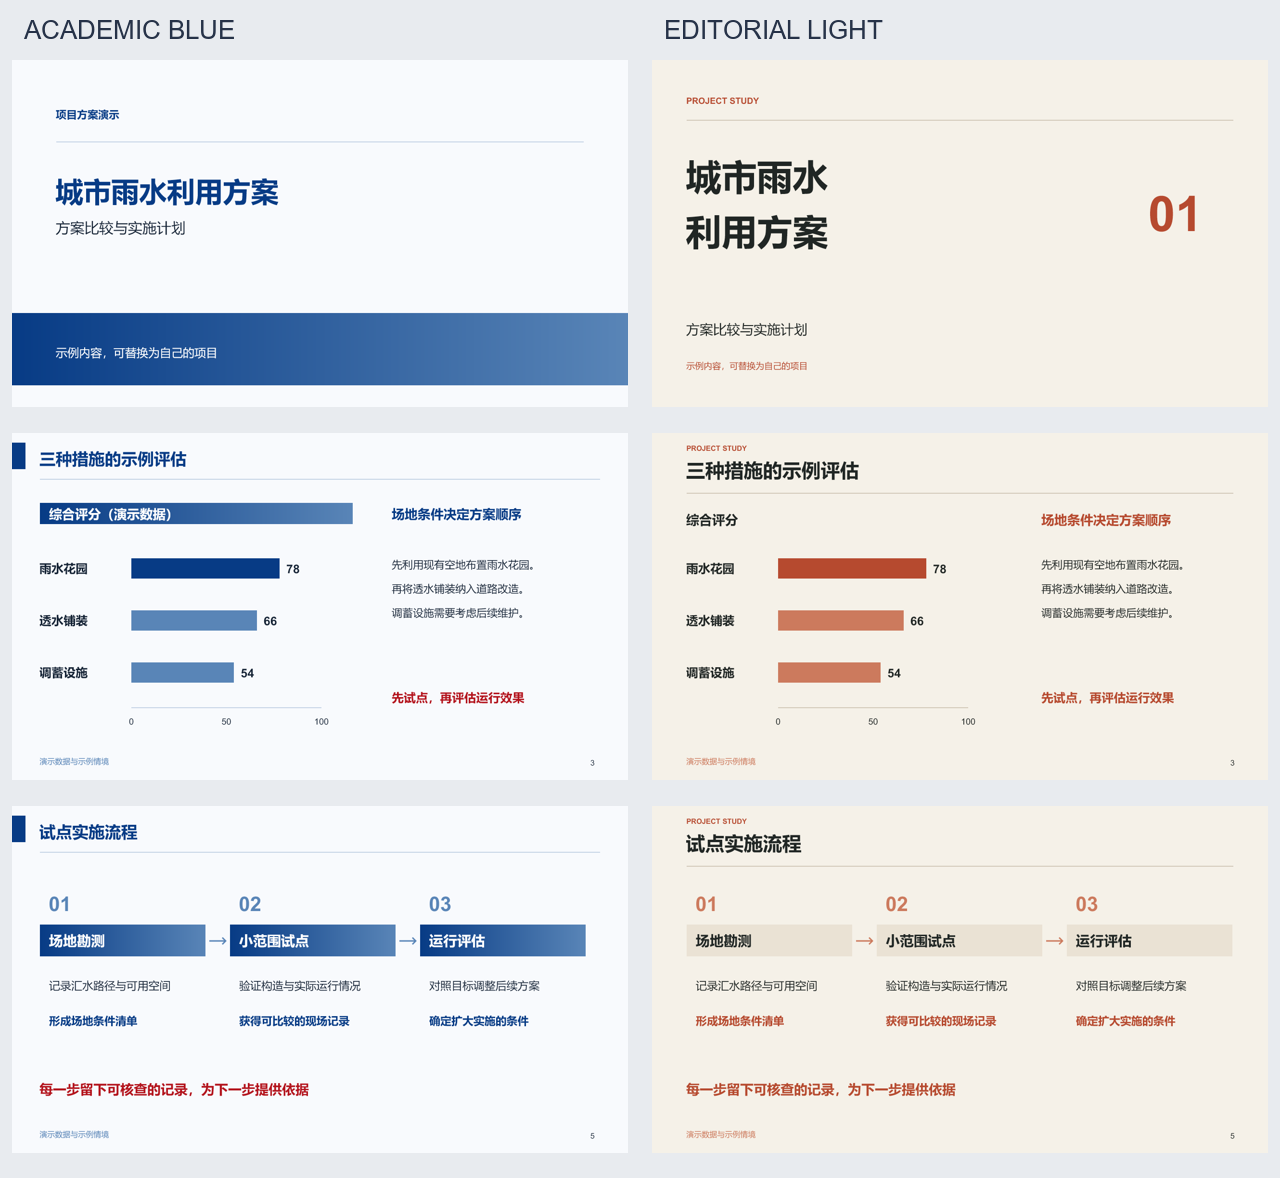 ACADEMIC BLUE
项目方案演示
城市雨水利用方案
方案比较与实施计划
示例内容，可替换为自己的项目
EDITORIAL LIGHT
PROJECT STUDY
城市雨水
利用方案
01
方案比较与实施计划
示例内容，可替换为自己的项目
三种措施的示例评估
综合评分（演示数据）
雨水花园 78
透水铺装 66
调蓄设施 54
0 50 100
场地条件决定方案顺序
先利用现有空地布置雨水花园。
再将透水铺装纳入道路改造。
调蓄设施需要考虑后续维护。
先试点，再评估运行效果
演示数据与示例情境
3
PROJECT STUDY
三种措施的示例评估
综合评分
雨水花园 78
透水铺装 66
调蓄设施 54
0 50 100
场地条件决定方案顺序
先利用现有空地布置雨水花园。
再将透水铺装纳入道路改造。
调蓄设施需要考虑后续维护。
先试点，再评估运行效果
演示数据与示例情境
3
试点实施流程
01
场地勘测
记录汇水路径与可用空间
形成场地条件清单
→
02
小范围试点
验证构造与实际运行情况
获得可比较的现场记录
→
03
运行评估
对照目标调整后续方案
确定扩大实施的条件
每一步留下可核查的记录，为下一步提供依据
演示数据与示例情境
5
PROJECT STUDY
试点实施流程
01
场地勘测
记录汇水路径与可用空间
形成场地条件清单
→
02
小范围试点
验证构造与实际运行情况
获得可比较的现场记录
→
03
运行评估
对照目标调整后续方案
确定扩大实施的条件
每一步留下可核查的记录，为下一步提供依据
演示数据与示例情境
5